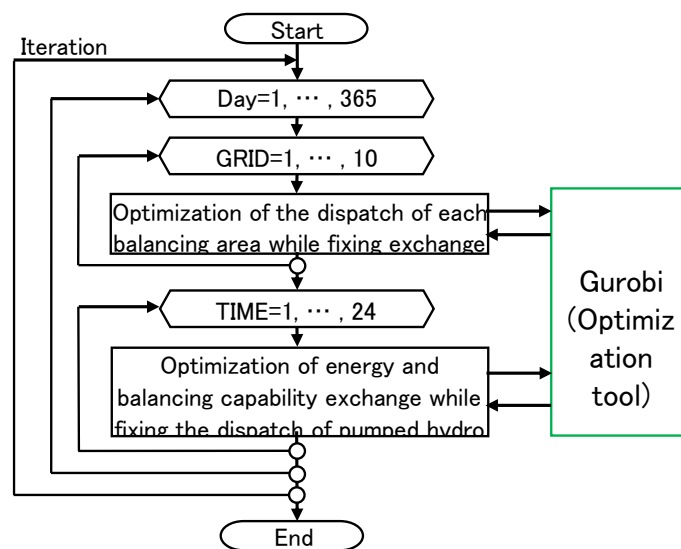 Start
Iteration
Day=1, ⋯ , 365
GRID=1, ⋯ , 10
Optimization of the dispatch of each
balancing area while fixing exchange
TIME=1, ⋯ , 24
Optimization of energy and
balancing capability exchange while
fixing the dispatch of pumped hydro
Gurobi
(Optimiz
ation
tool)
End